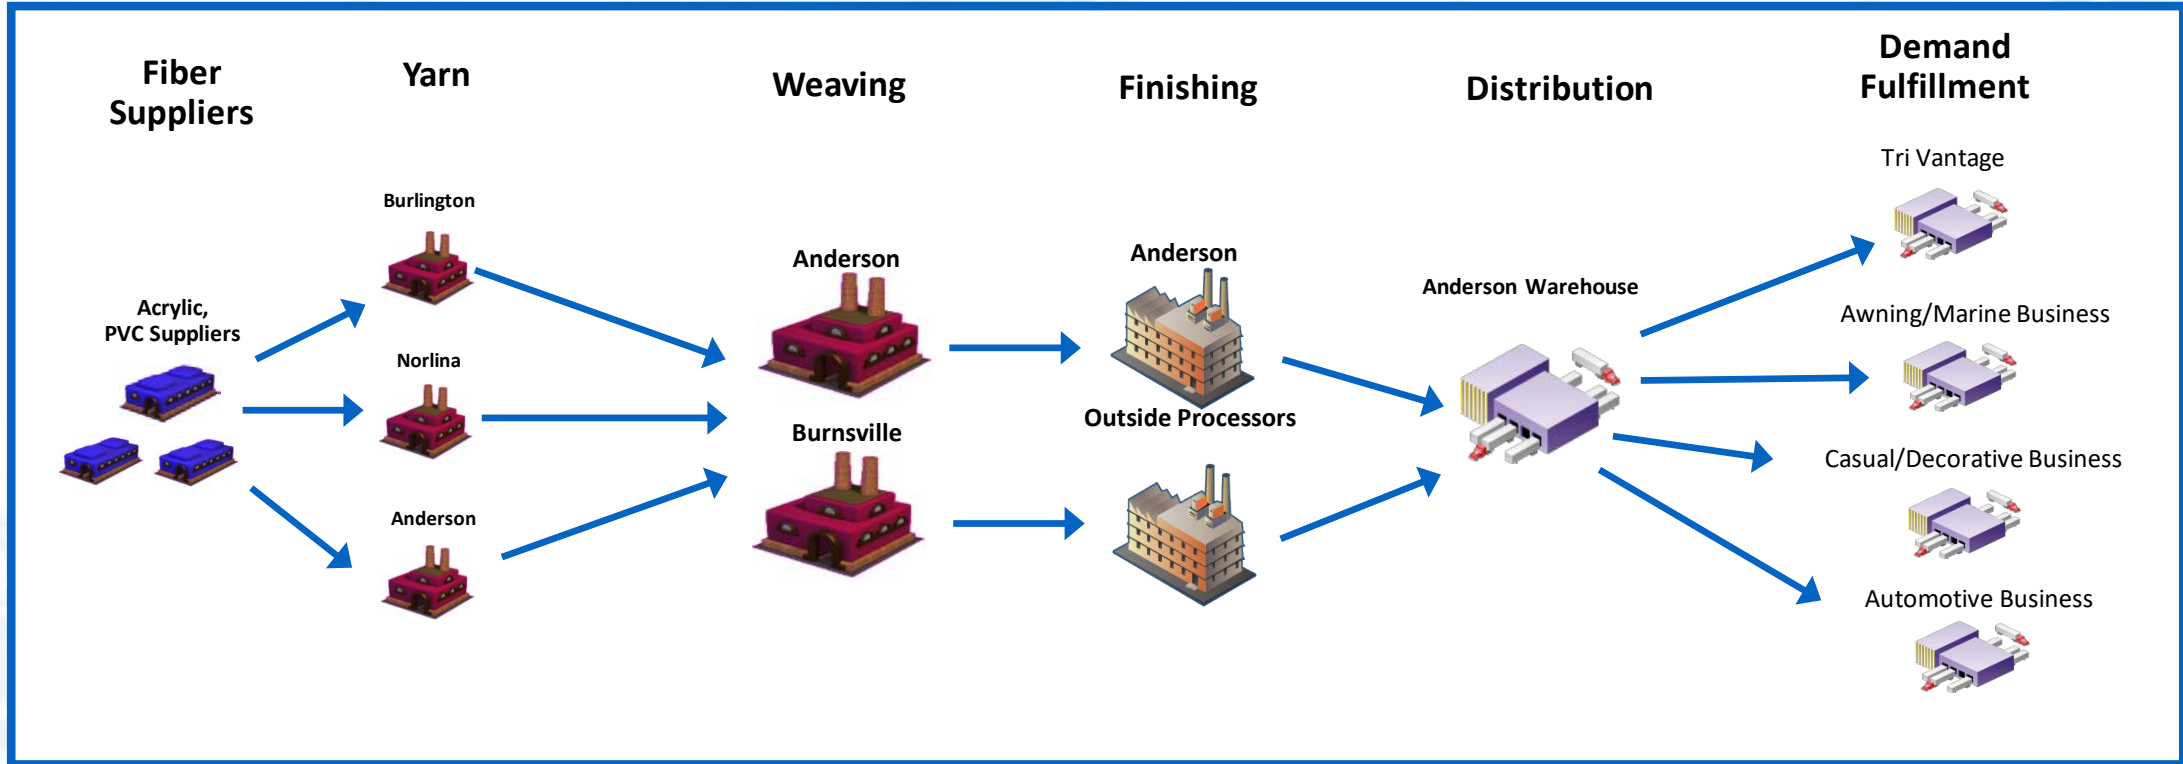 Fiber
Suppliers
Yarn
Weaving
Finishing
Distribution
Demand
Fulfillment
Acrylic,
PVC Suppliers
Burlington
Norlina
Anderson
Anderson
Burnsville
Anderson
Outside Processors
Anderson Warehouse
Tri Vantage
Awning/Marine Business
Casual/Decorative Business
Automotive Business